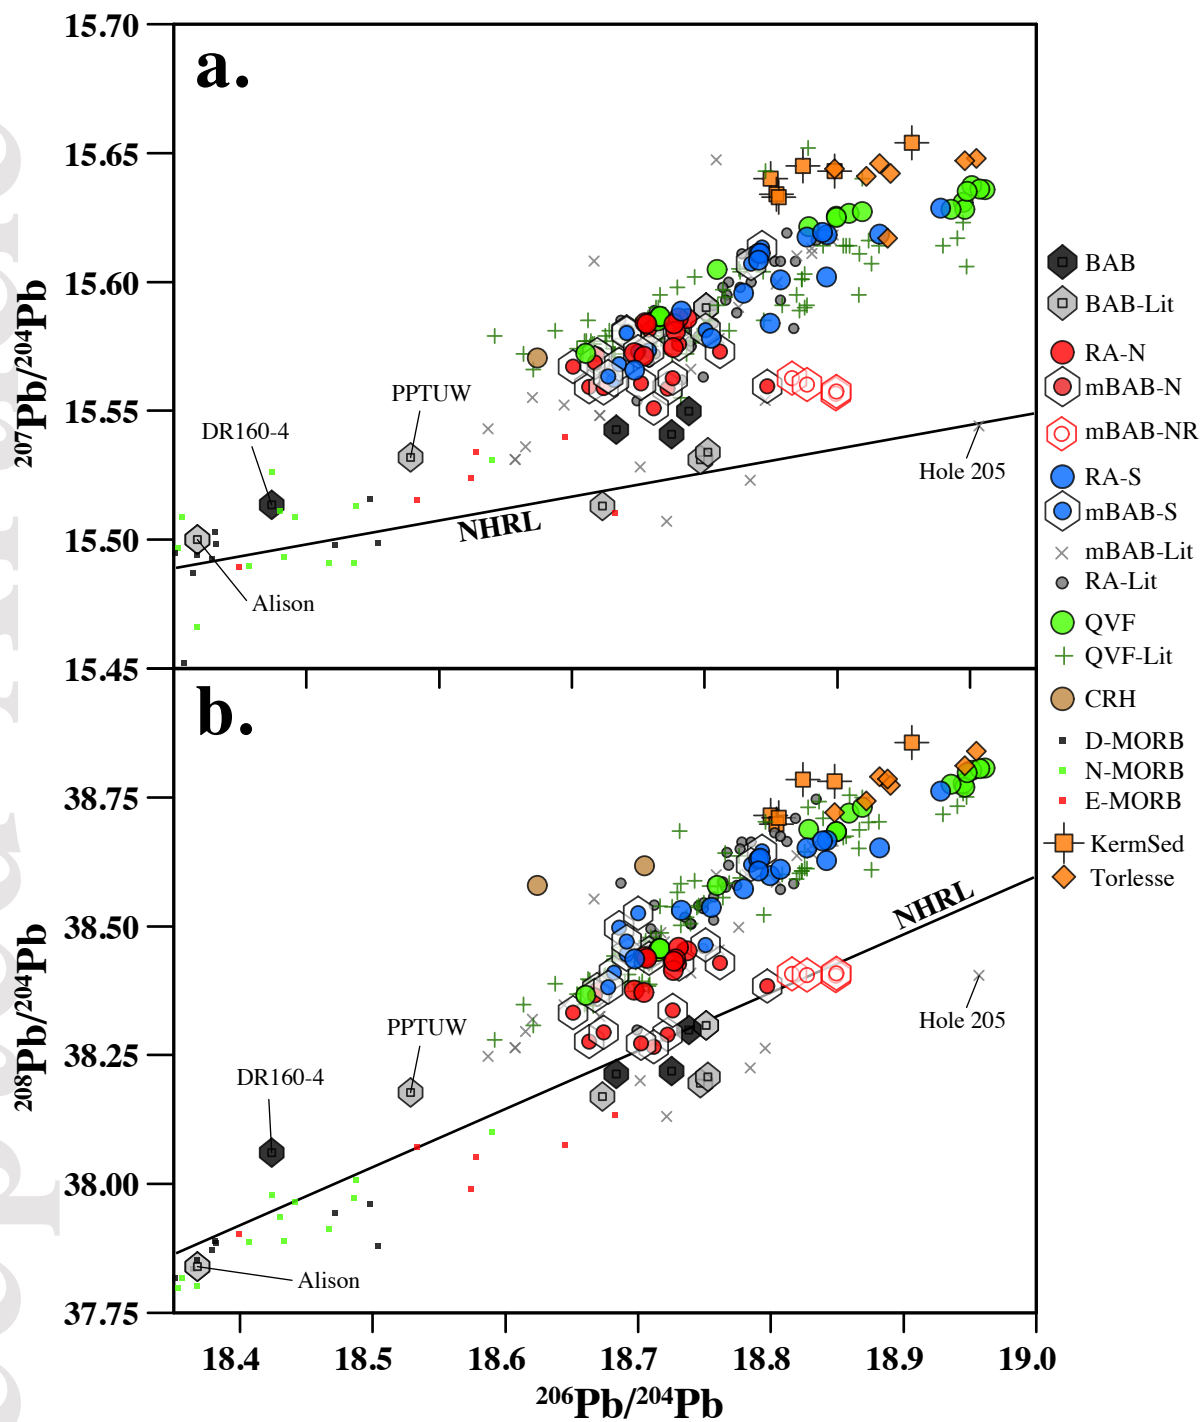 a.
15.70
15.65
15.60
15.55
15.50
15.45
207Pb/204Pb
PPTUW
DR160-4
Alison
NHRL
Hole 205
b.
38.75
38.50
38.25
38.00
37.75
208Pb/204Pb
NHRL
PPTUW
DR160-4
Hole 205
Alison
18.4 18.5 18.6 18.7 18.8 18.9 19.0
206Pb/204Pb
BAB
BAB-Lit
RA-N
mBAB-N
mBAB-NR
RA-S
mBAB-S
mBAB-Lit
RA-Lit
QVF
QVF-Lit
CRH
D-MORB
N-MORB
E-MORB
KermSed
Torlesse